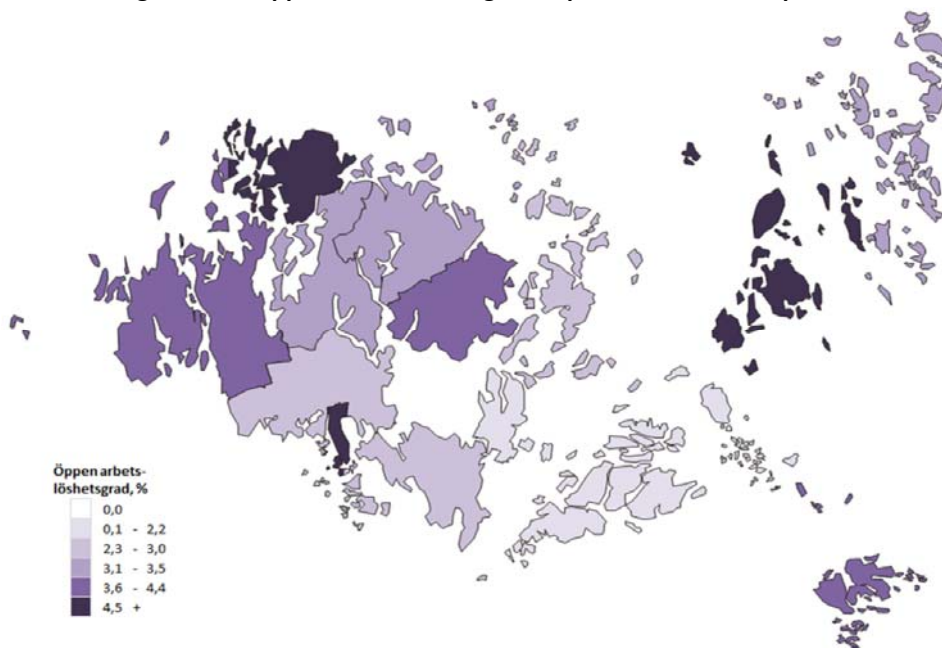 Öppen arbets-
löshetsgrad, %
0,0
0,1 - 2,2
2,3 - 3,0
3,1 - 3,5
3,6 - 4,4
4,5 +